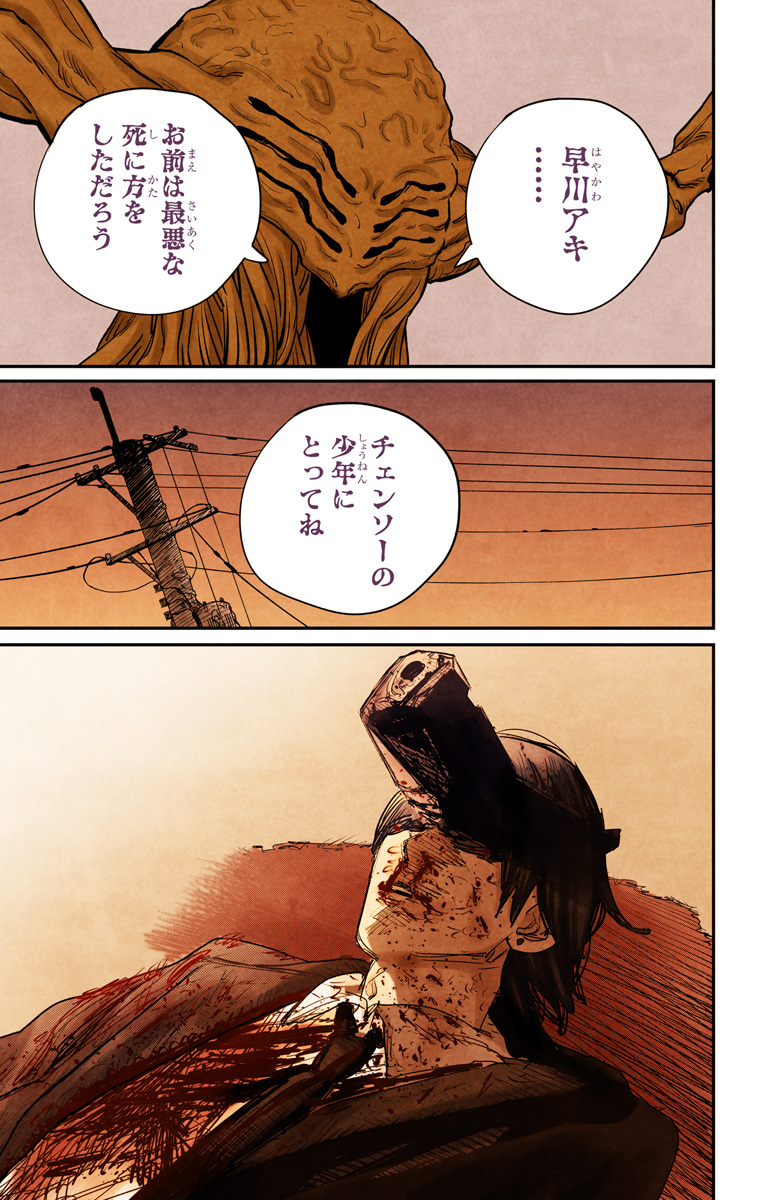 早川アキ
……
お前は最悪な
死に方を
しただろう
チェンソーの
少年に
とってね